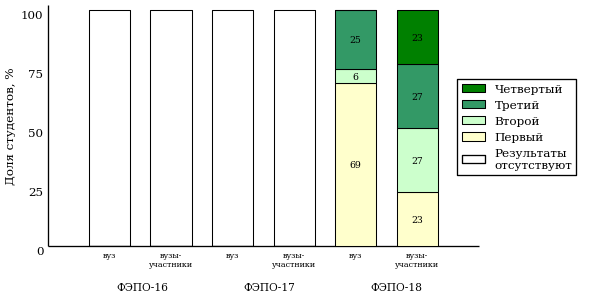 100
75
50
25
0
Доля студентов, %
25
6
69
23
27
27
23
вуз
вузы-
участники
вуз
вузы-
участники
вуз
вузы-
участники
ФЭПО-16
ФЭПО-17
ФЭПО-18
Четвертый
Третий
Второй
Первый
Результаты
отсутствуют